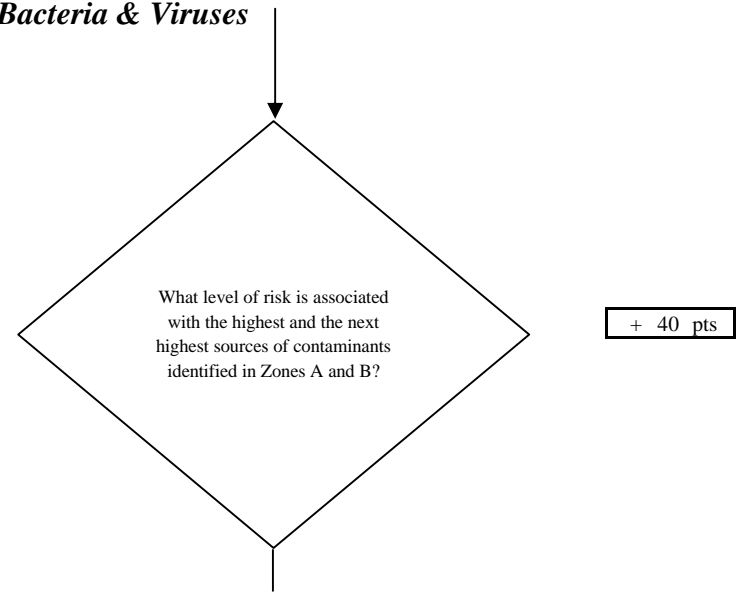 Bacteria & Viruses
What level of risk is associated
with the highest and the next
highest sources of contaminants
identified in Zones A and B?
+ 40 pts